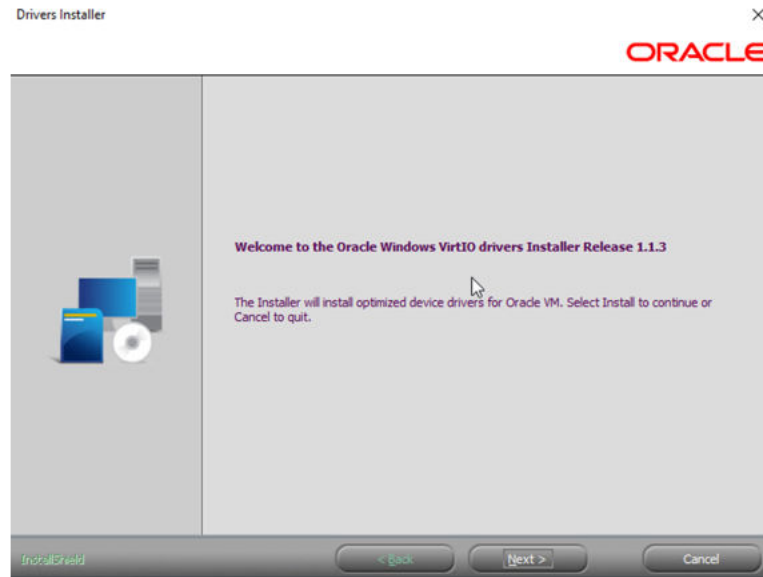 Drivers Installer
ORACLE
Welcome to the Oracle Windows VirtIO drivers Installer Release 1.1.3
The Installer will install optimized device drivers for Oracle VM. Select Install to continue or
Cancel to quit.
InstallShield
< Back
Next >
Cancel